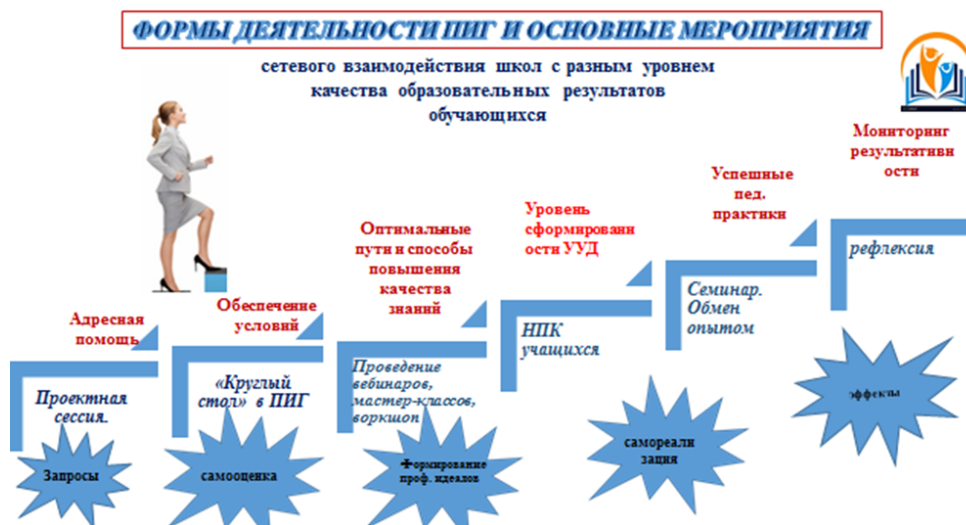 ФОРМЫ ДЕЯТЕЛЬНОСТИ ПИГ И ОСНОВНЫЕ МЕРОПРИЯТИЯ
сетевого взаимодействия школ с разным уровнем
качества образовательных результатов
обучающихся
Адресная
помощь
Проектная
сессия.
Запросы
Обеспечение
условий
«Круглый
стол» в ПИГ
самооценка
Оптимальные
пути и способы
повышения
качества
знаний
Проведение
вебинаров,
мастер-классов,
воркшоп
Формирование
проф. идеалов
Уровень
сформированн
ости УУД
НПК
учащихся
самореали
зация
Успешные
пед.
практики
Семинар.
Обмен
опытом
Мониторинг
результативн
ости
рефлексия
эффекты